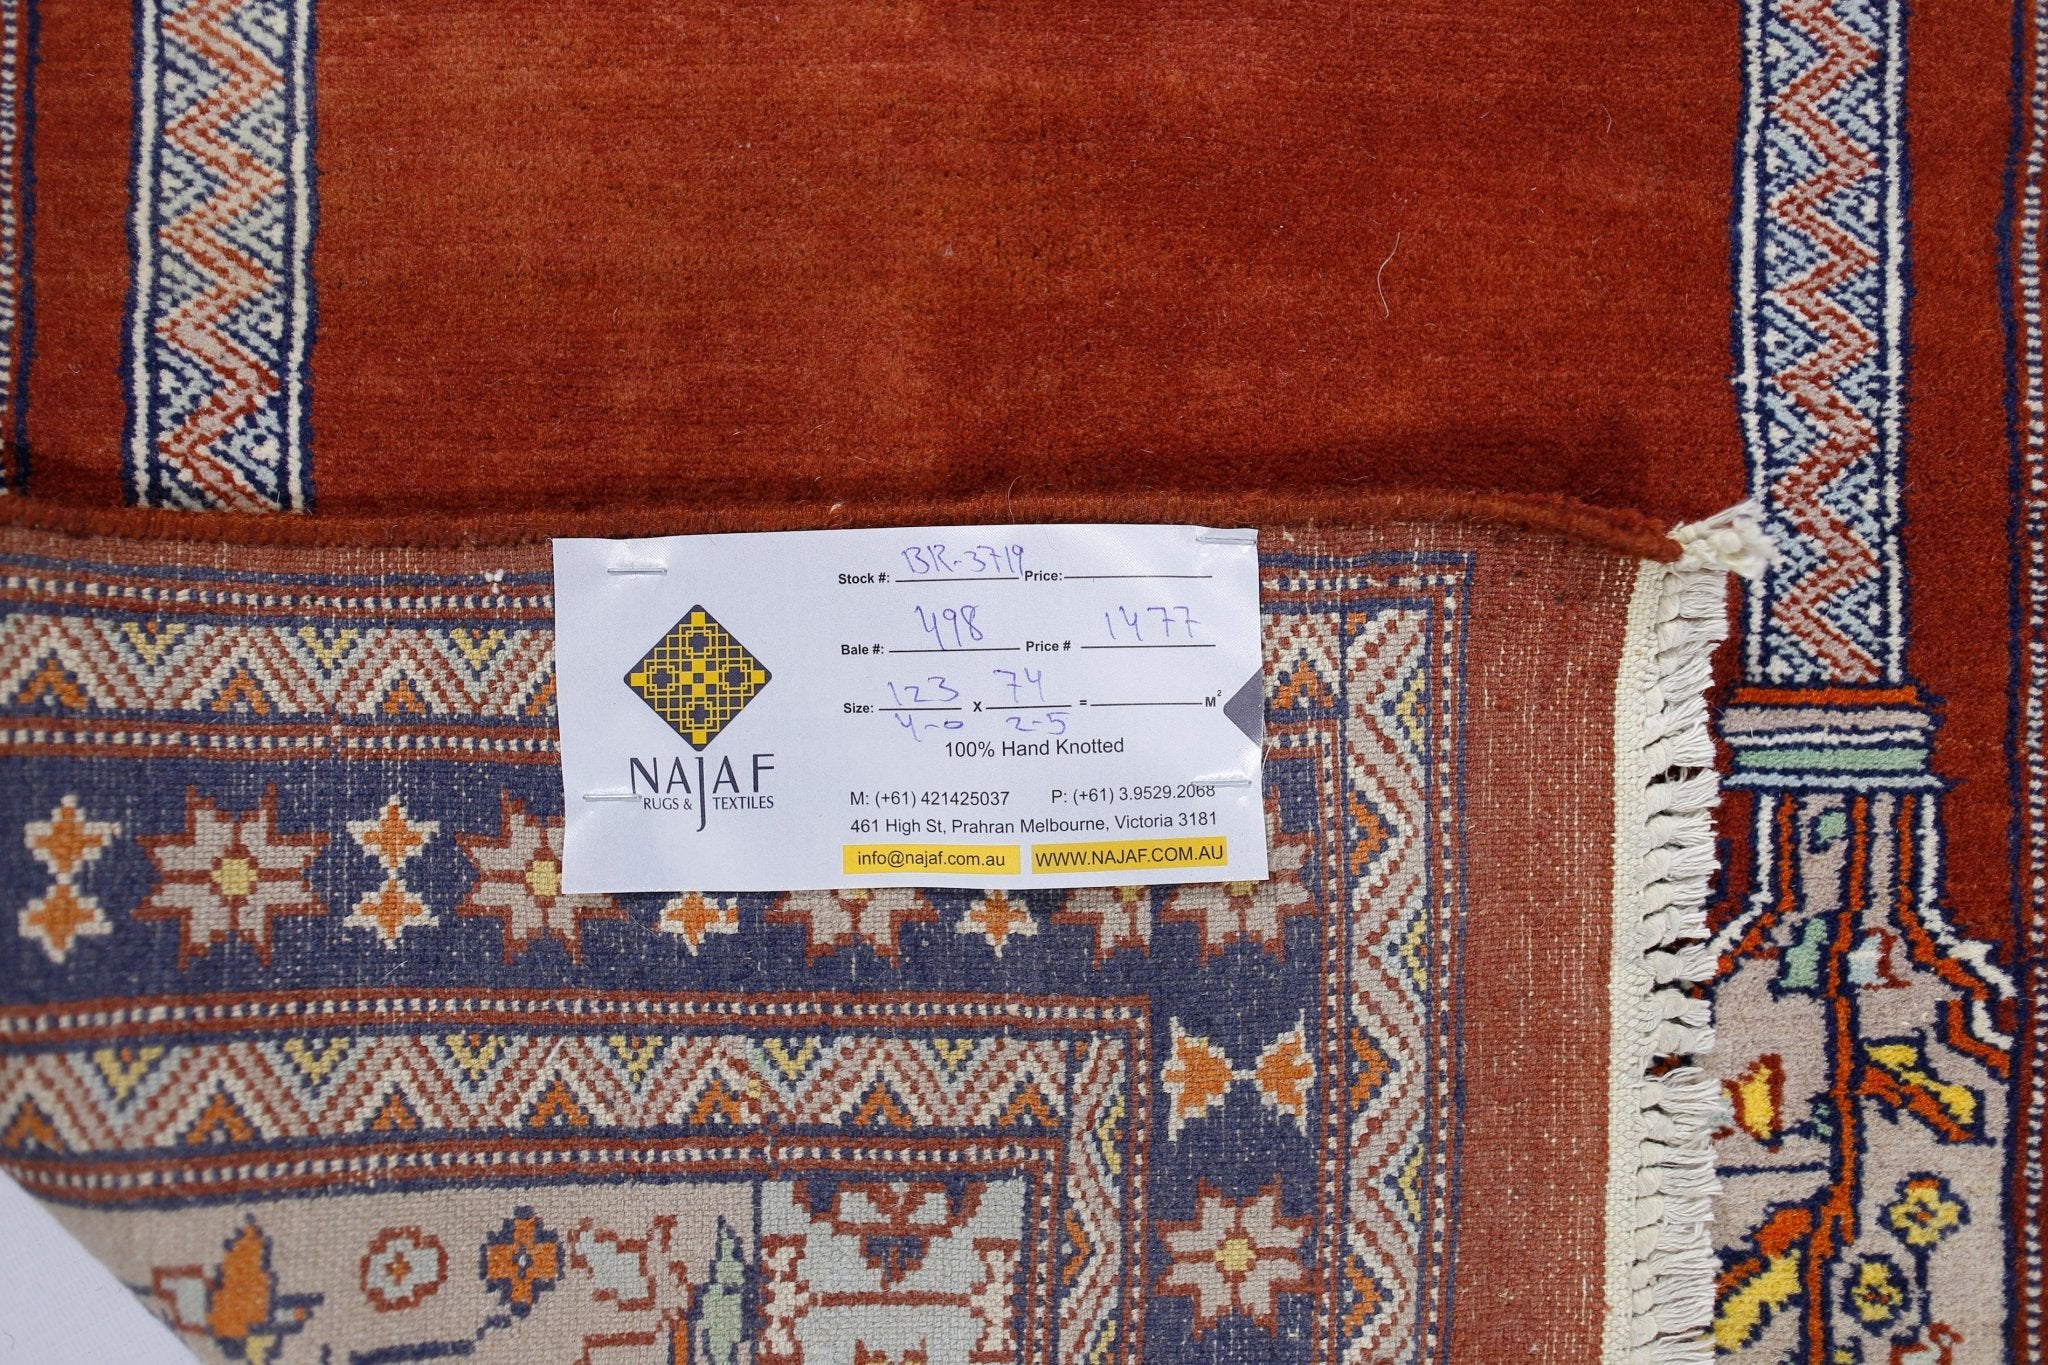 Stock #: BR-3719 Price:
Bale #: 498 Price # 1477
Size: 123 x 74 = M²
4-0 2-5
100% Hand Knotted
NAJAF
RUGS & TEXTILES
M: (+61) 421425037 P: (+61) 3.9529.2068
461 High St, Prahran Melbourne, Victoria 3181
info@najaf.com.au WWW.NAJAF.COM.AU